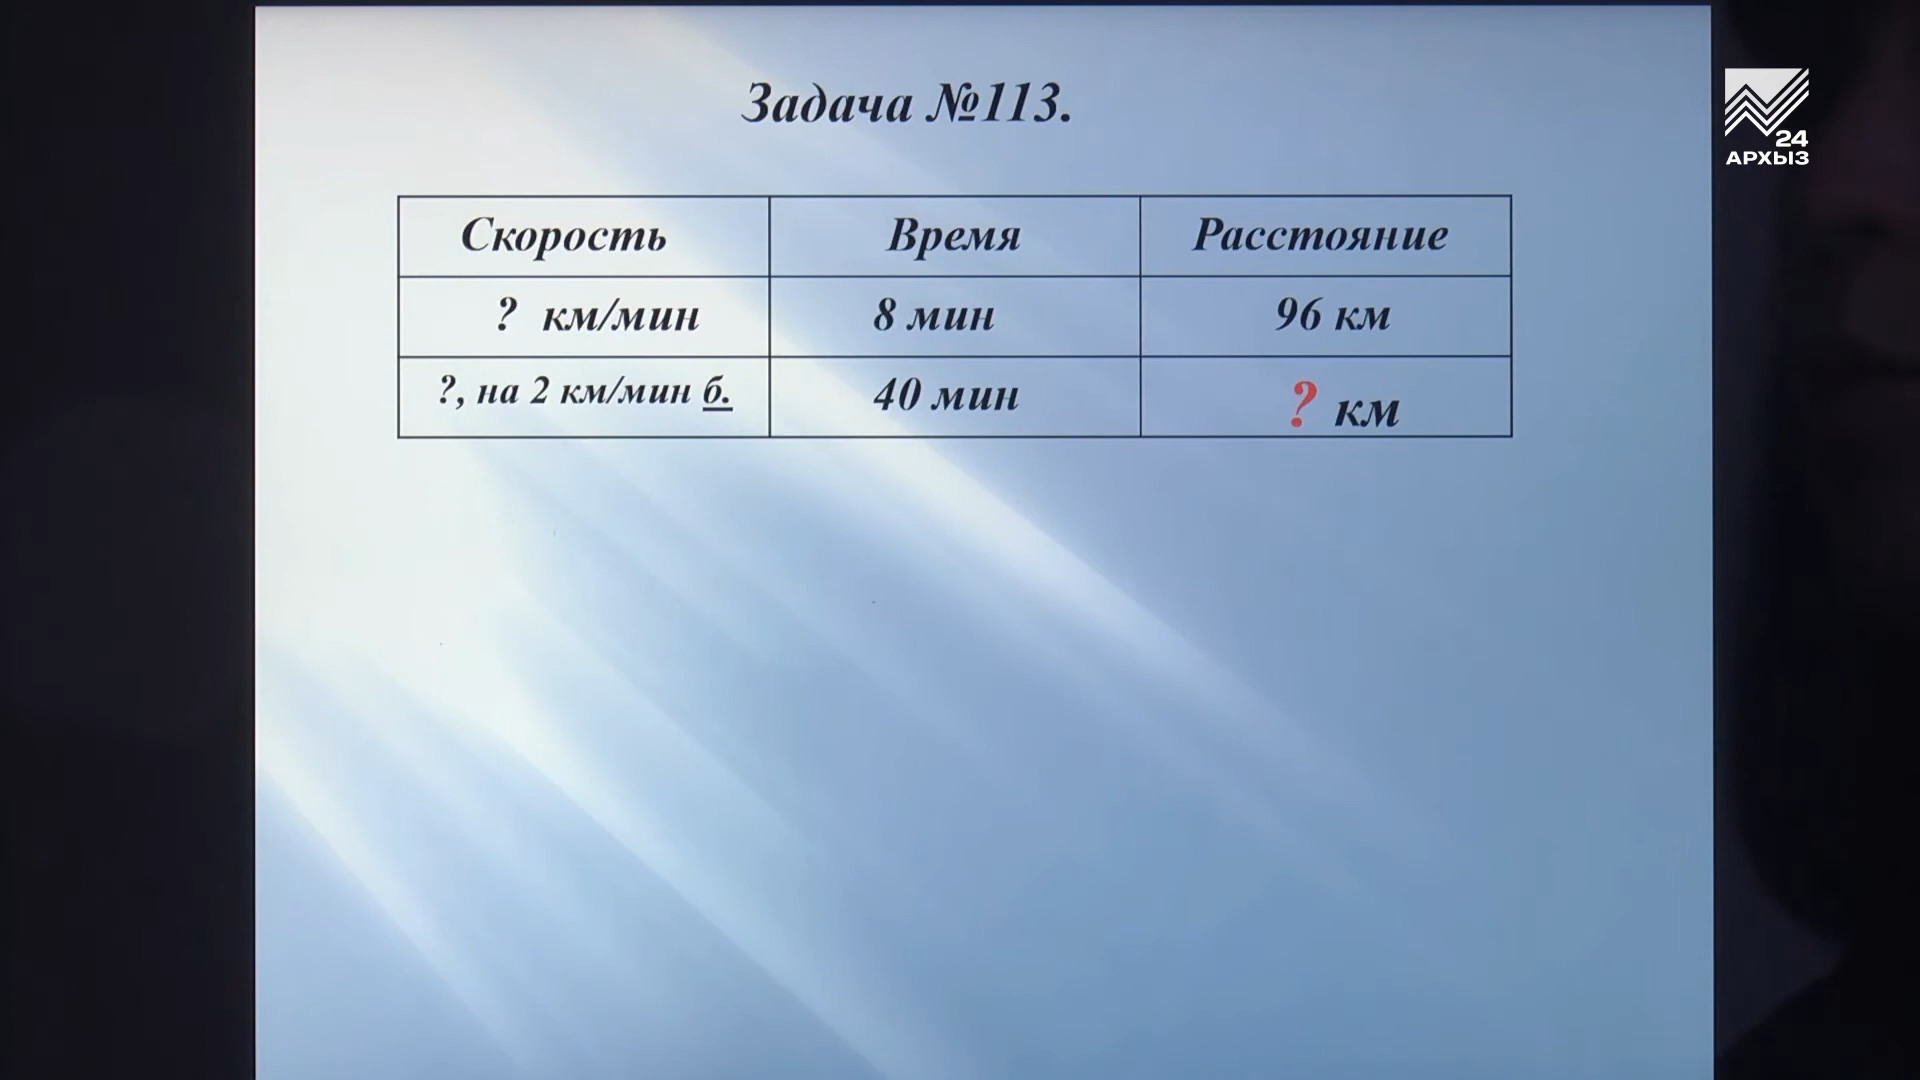 Задача №113.
24
АРХЫЗ
Скорость Время Расстояние
? км/мин 8 мин 96 км
?, на 2 км/мин б. 40 мин ? км